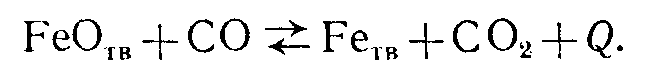 FeOтв + CO ⇄ Feтв + CO₂ + Q.